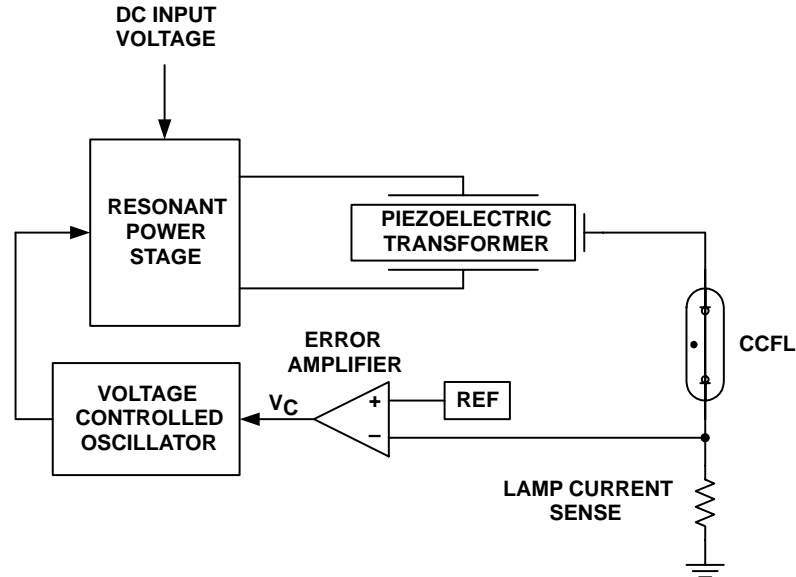 DC INPUT
VOLTAGE
RESONANT
POWER
STAGE
PIEZOELECTRIC
TRANSFORMER
CCFL
ERROR
AMPLIFIER
VOLTAGE
CONTROLLED
OSCILLATOR
VC
+
−
REF
LAMP CURRENT
SENSE